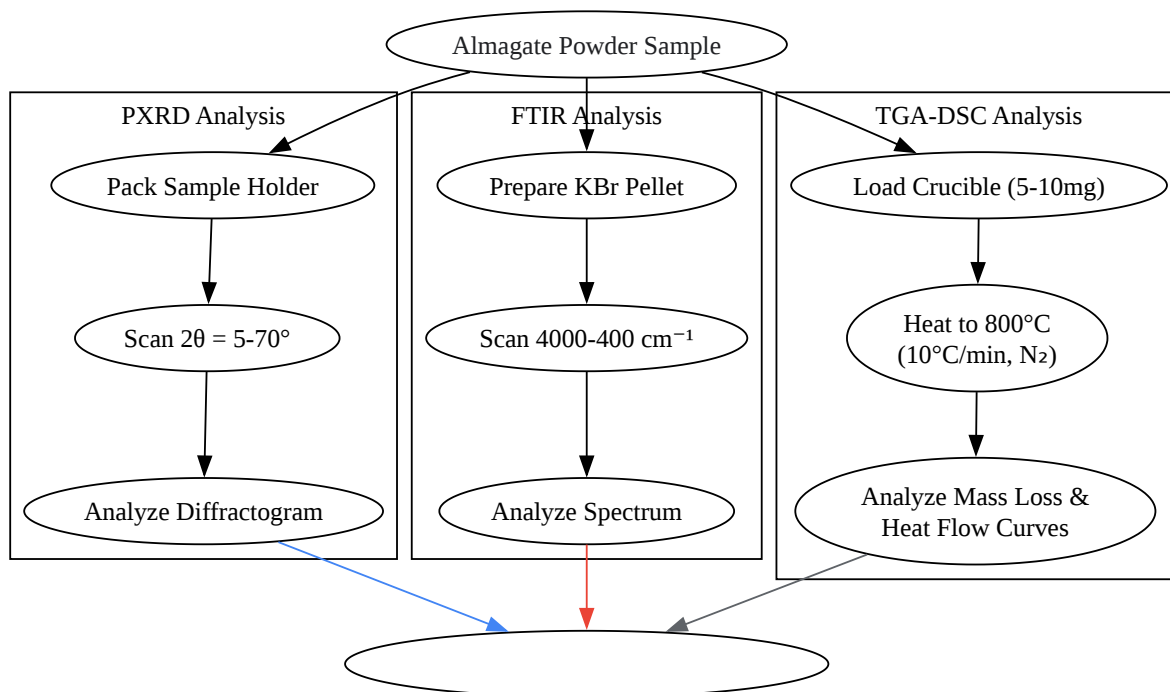 Almagate Powder Sample
PXRD Analysis
FTIR Analysis
TGA-DSC Analysis
Pack Sample Holder
Prepare KBr Pellet
Load Crucible (5-10mg)
Scan 2θ = 5-70°
Scan 4000-400 cm⁻¹
Heat to 800°C
(10°C/min, N₂)
Analyze Diffractogram
Analyze Spectrum
Analyze Mass Loss &
Heat Flow Curves